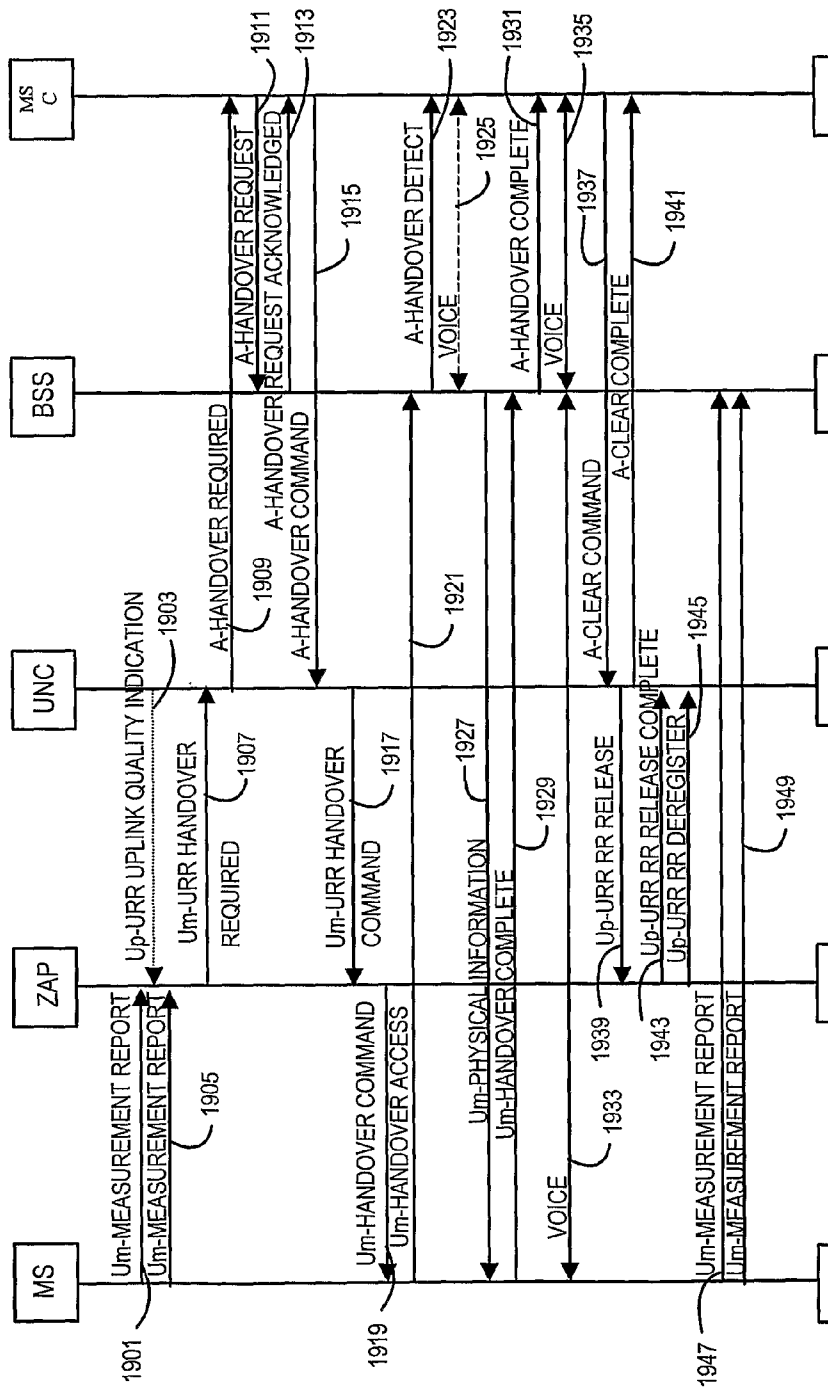 MS
ZAP
UNC
BSS
MS
C
Um-MEASUREMENT REPORT
1901
Up-URR UPLINK QUALITY INDICATION
1903
Um-MEASUREMENT REPORT
1905
Um-URR HANDOVER
REQUIRED
1907
A-HANDOVER REQUIRED
1909
A-HANDOVER REQUEST
1911
A-HANDOVER REQUEST ACKNOWLEDGED
1913
A-HANDOVER COMMAND
1915
Um-URR HANDOVER
COMMAND
1917
Um-HANDOVER COMMAND
1919
Um-HANDOVER ACCESS
1921
A-HANDOVER DETECT
1923
VOICE
1925
Um-PHYSICAL INFORMATION
1927
Um-HANDOVER COMPLETE
1929
A-HANDOVER COMPLETE
1931
VOICE
1933
VOICE
1935
A-CLEAR COMMAND
1937
Up-URR RR RELEASE
1939
A-CLEAR COMPLETE
1941
Up-URR RR RELEASE COMPLETE
1943
Up-URR RR DEREGISTER
1945
Um-MEASUREMENT REPORT
1947
Um-MEASUREMENT REPORT
1949